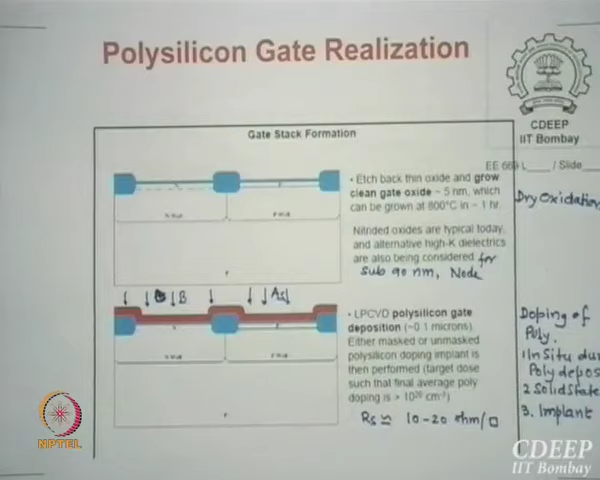 Polysilicon Gate Realization
CDEEP
IIT Bombay
EE 669 L____ / Slide____
Gate Stack Formation
• Etch back thin oxide and grow
clean gate oxide ~ 5 nm, which
can be grown at 800°C in ~ 1 hr.
Dry Oxidation
Nitrided oxides are typical today,
and alternative high-K dielectrics
are also being considered for
Sub 90 nm, Node
P
B
As
• LPCVD polysilicon gate
deposition (~0.1 microns).
Either masked or unmasked
polysilicon doping implant is
then performed (target dose
such that final average poly
doping is > 10²⁰ cm⁻³)
Rs ≃ 10-20 ohm/□
Doping of
Poly.
1 In Situ du
Poly depos
2 Solid State
3. Implant
P
NPTEL
CDEEP
IIT Bombay